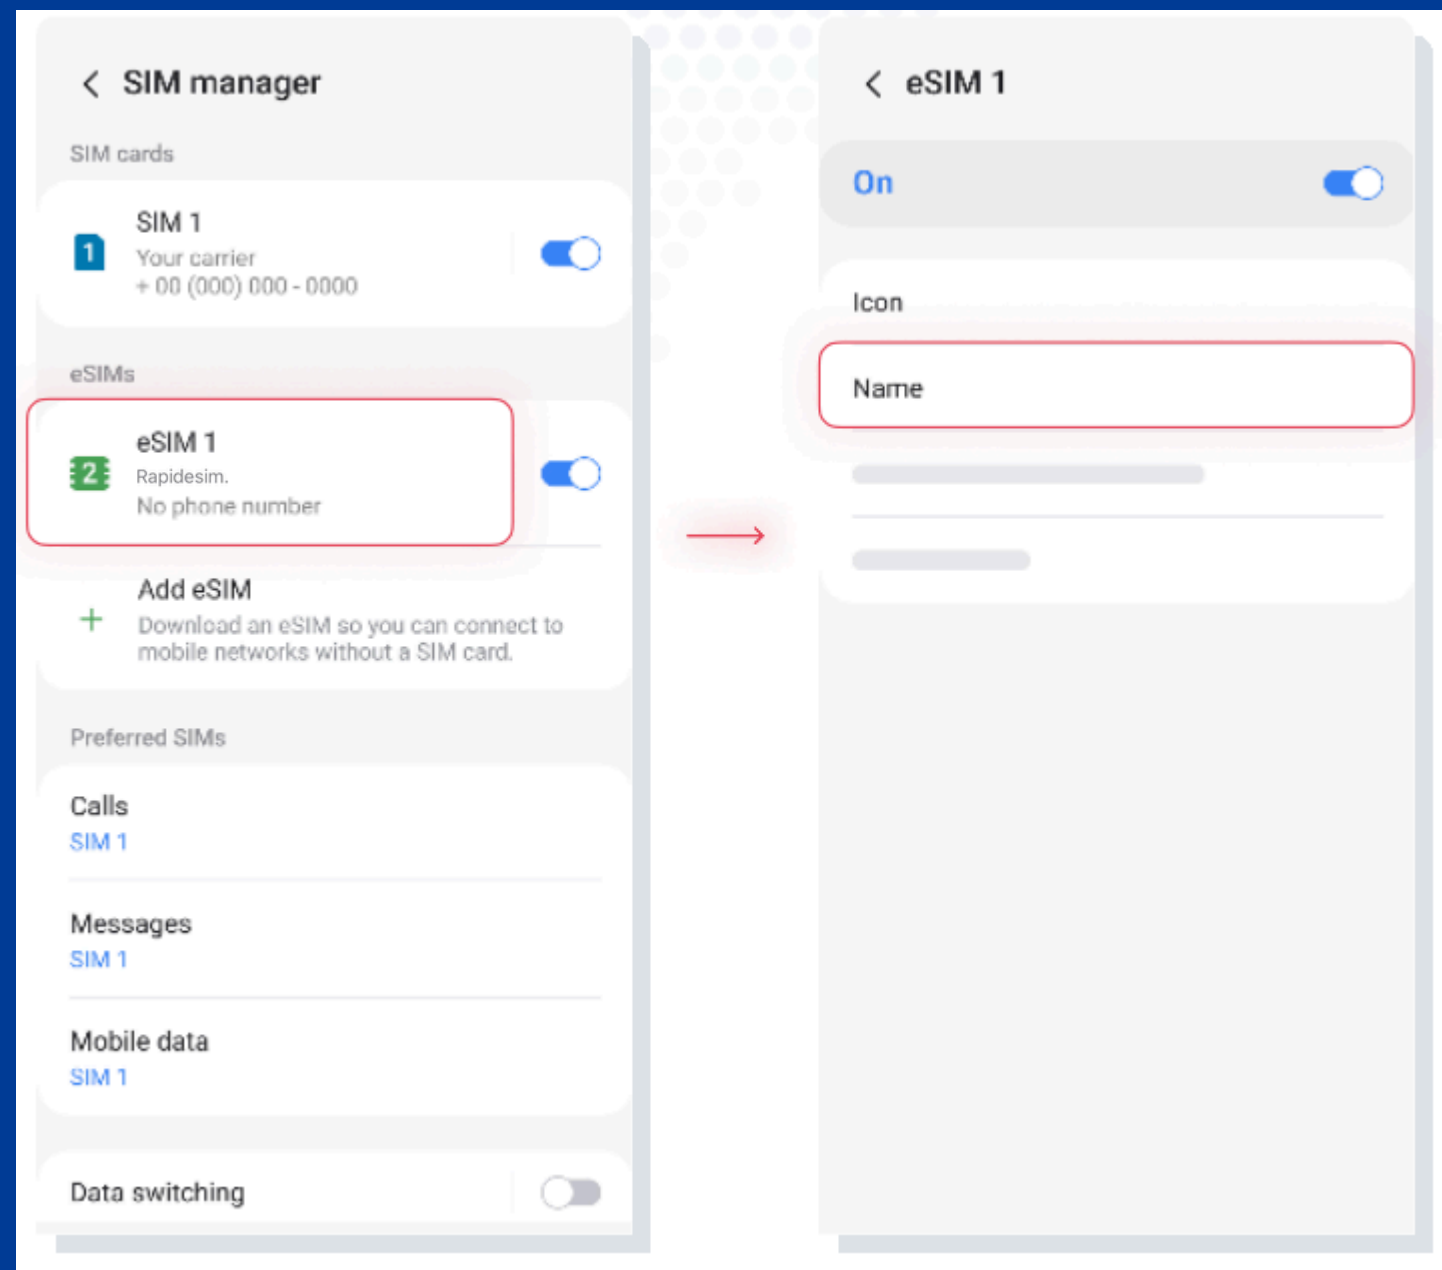 SIM manager
SIM cards
SIM 1
Your carrier
+ 00 (000) 000 - 0000
eSIMs
eSIM 1
Rapidesim.
No phone number
Add eSIM
Download an eSIM so you can connect to
mobile networks without a SIM card.
Preferred SIMs
Calls
SIM 1
Messages
SIM 1
Mobile data
SIM 1
Data switching
eSIM 1
On
Icon
Name